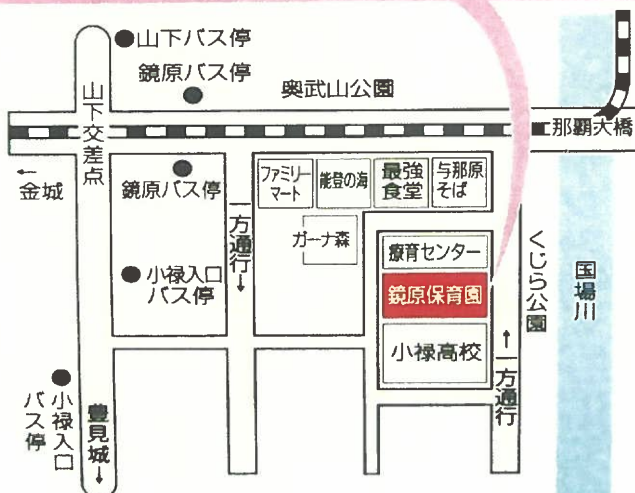 山下バス停
鏡原バス停
奥武山公園
山下交差点
那覇大橋
←
金城
鏡原バス停
一方通行→
ファミリー
マート
能登の海
最強
食堂
与那原
そば
ガーナ森
療育センター
くじら公園
国場川
小禄入口
バス停
鏡原保育園
小禄高校
←一方通行
小禄入口
バス停
豊見城→